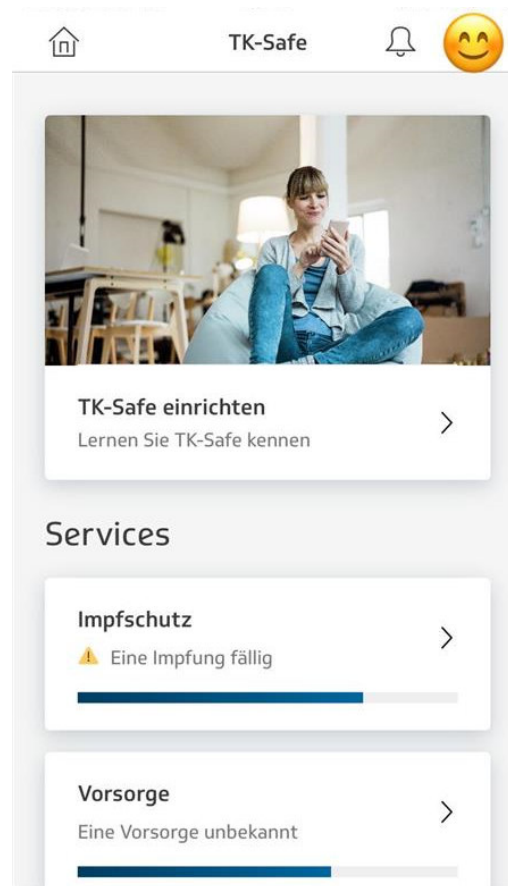 TK-Safe
TK-Safe einrichten
Lernen Sie TK-Safe kennen
Services
Impfschutz
Eine Impfung fällig
Vorsorge
Eine Vorsorge unbekannt